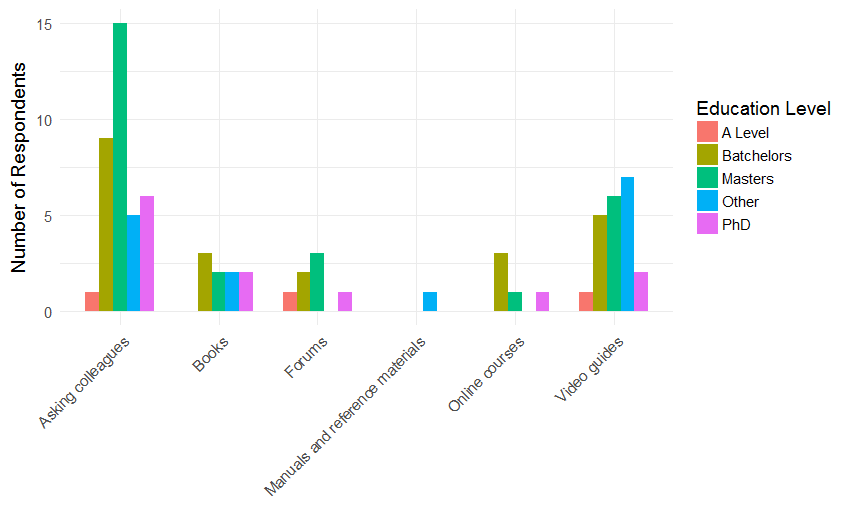 Number of Respondents
15
10
5
0
Asking colleagues
Books
Forums
Manuals and reference materials
Online courses
Video guides
Education Level
A Level
Batchelors
Masters
Other
PhD